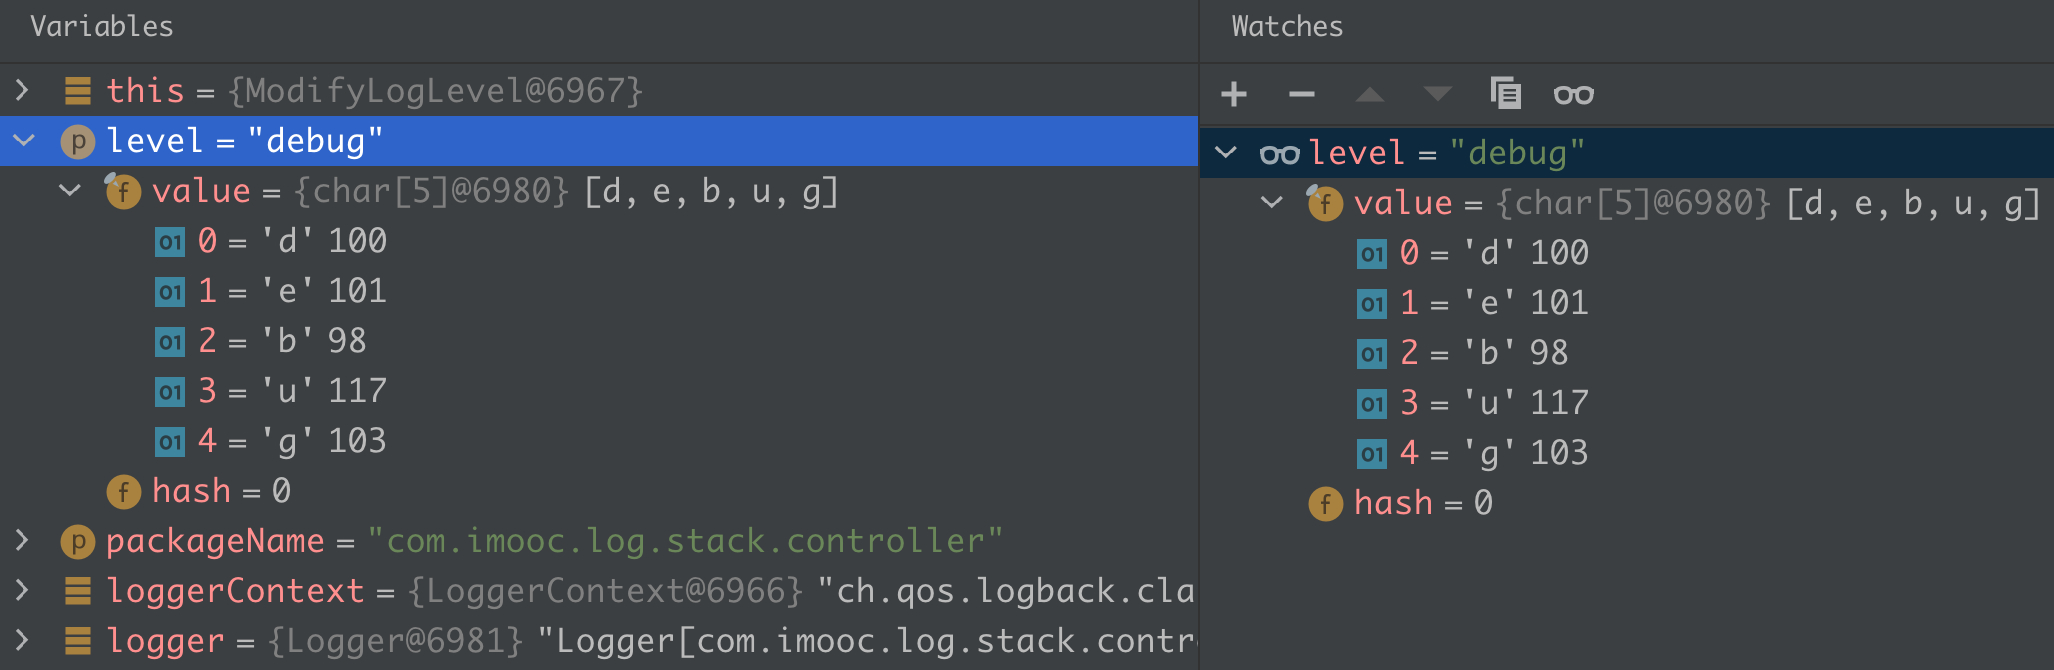 Variables
this = {ModifyLogLevel@6967}
p level = "debug"
f value = {char[5]@6980} [d, e, b, u, g]
01 0 = 'd' 100
01 1 = 'e' 101
01 2 = 'b' 98
01 3 = 'u' 117
01 4 = 'g' 103
f hash = 0
p packageName = "com.imooc.log.stack.controller"
loggerContext = {LoggerContext@6966} "ch.qos.logback.cla
logger = {Logger@6981} "Logger[com.imooc.log.stack.contr
Watches
level = "debug"
f value = {char[5]@6980} [d, e, b, u, g]
01 0 = 'd' 100
01 1 = 'e' 101
01 2 = 'b' 98
01 3 = 'u' 117
01 4 = 'g' 103
f hash = 0